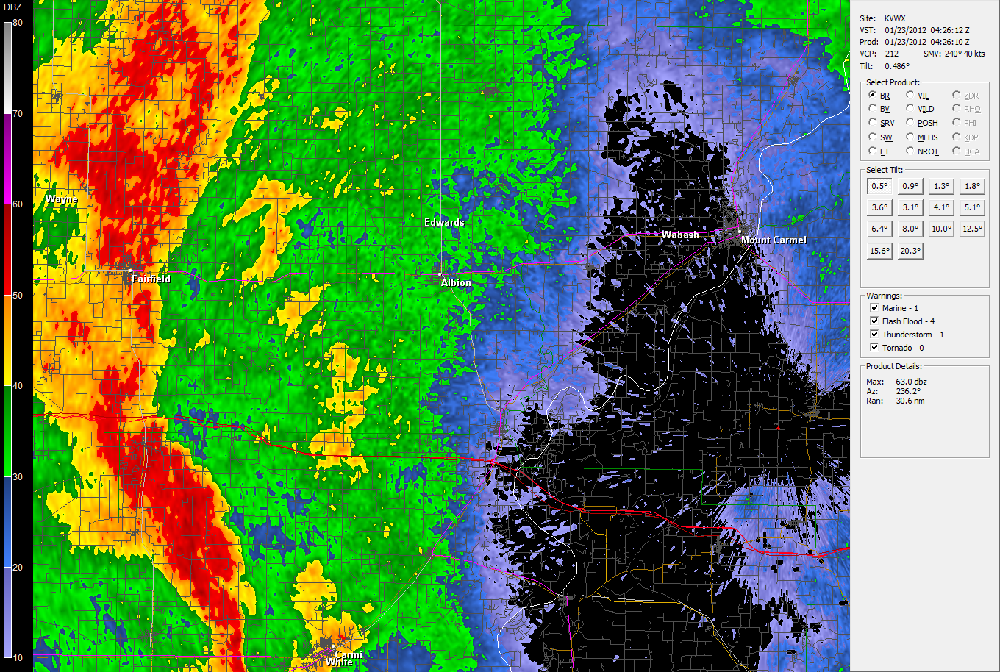 DBZ
80
70
60
50
40
30
20
10
Wayne
Edwards
Wabash
Mount Carmel
Fairfield
Albion
Carmi
White
Site: KVWX
VST: 01/23/2012 04:26:12 Z
Prod: 01/23/2012 04:26:10 Z
VCP: 212 SMV: 240° 40 kts
Tilt: 0.486°
Select Product:
BR VIL ZDR
BV VILD RHO
SRV POSH PHI
SW MEHS KDP
ET NROT HCA
Select Tilt:
0.5° 0.9° 1.3° 1.8°
3.6° 3.1° 4.1° 5.1°
6.4° 8.0° 10.0° 12.5°
15.6° 20.3°
Warnings:
Marine - 1
Flash Flood - 4
Thunderstorm - 1
Tornado - 0
Product Details:
Max: 63.0 dbz
Az: 236.2°
Ran: 30.6 nm